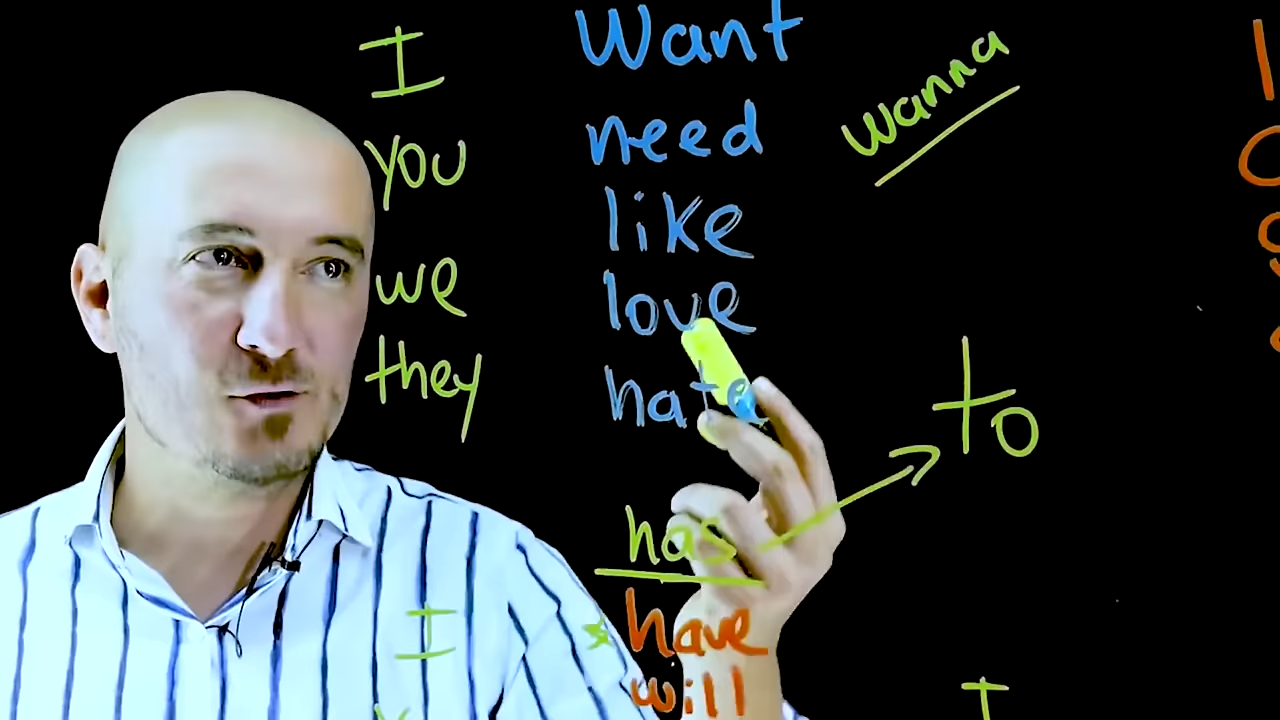 I want
wanna
you need
we like
they love
hate
to
has
I have
will
I